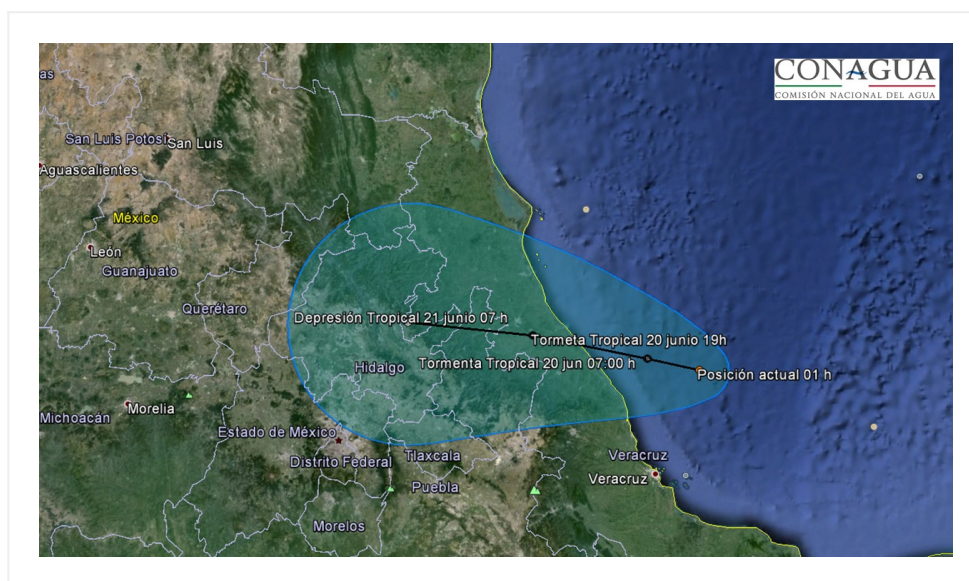 CONAGUA
COMISIÓN NACIONAL DEL AGUA
as
San Luis Potosí
San Luis
Aguascalientes
México
León
Guanajuato
Querétaro
Depresión Tropical 21 junio 07 h
Tormeta Tropical 20 junio 19h
Tormenta Tropical 20 jun 07:00 h
Hidalgo
Posición actual 01 h
Morelia
Michoacán
Estado de México
Distrito Federal
Tlaxcala
Veracruz
Veracruz
Puebla
Morelos